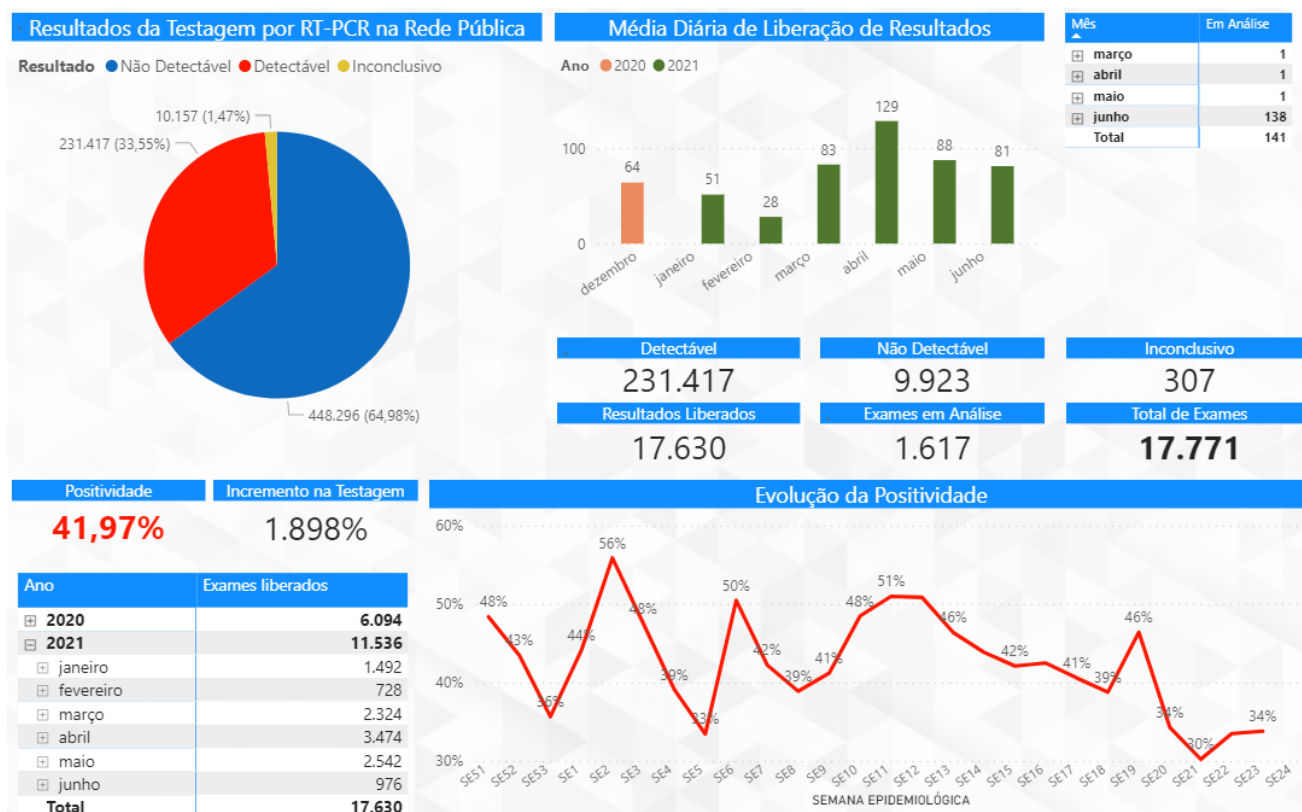 Resultados da Testagem por RT-PCR na Rede Pública
Resultado Não Detectável Detectável Inconclusivo
10.157 (1,47%)
231.417 (33,55%)
448.296 (64,98%)
Média Diária de Liberação de Resultados
Ano 2020 2021
100
0
64
51
28
83
129
88
81
dezembro
janeiro
fevereiro
março
abril
maio
junho
Mês Em Análise
março 1
abril 1
maio 1
junho 138
Total 141
Detectável
231.417
Não Detectável
9.923
Inconclusivo
307
Resultados Liberados
17.630
Exames em Análise
1.617
Total de Exames
17.771
Positividade
41,97%
Incremento na Testagem
1.898%
Ano Exames liberados
2020 6.094
2021 11.536
janeiro 1.492
fevereiro 728
março 2.324
abril 3.474
maio 2.542
junho 976
Total 17.630
Evolução da Positividade
60%
50%
40%
30%
48%
43%
36%
44%
56%
48%
39%
33%
50%
42%
39%
41%
48%
51%
46%
42%
41%
39%
46%
34%
30%
34%
SE51
SE52
SE53
SE1
SE2
SE3
SE4
SE5
SE6
SE7
SE8
SE9
SE10
SE11
SE12
SE13
SE14
SE15
SE16
SE17
SE18
SE19
SE20
SE21
SE22
SE23
SE24
SEMANA EPIDEMIOLÓGICA